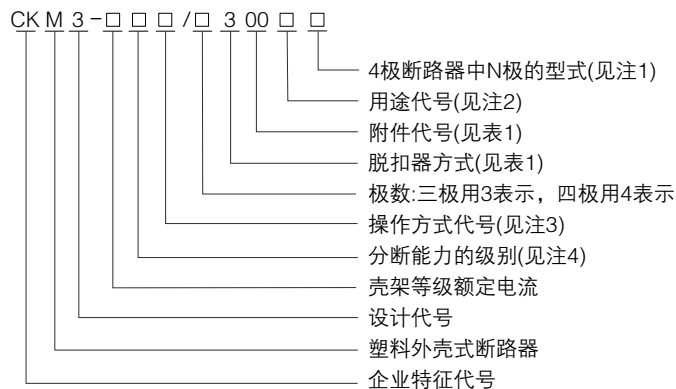 CK M 3-□ □ □/□ 3 00 □ □
4极断路器中N极的型式(见注1)
用途代号(见注2)
附件代号(见表1)
脱扣器方式(见表1)
极数:三极用3表示，四极用4表示
操作方式代号(见注3)
分断能力的级别(见注4)
壳架等级额定电流
设计代号
塑料外壳式断路器
企业特征代号